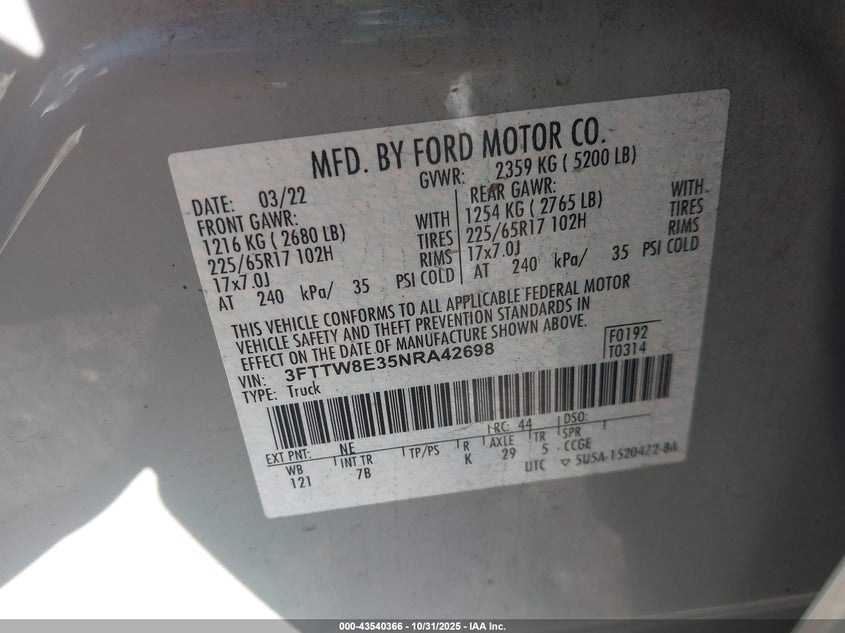 MFD. BY FORD MOTOR CO.
DATE: 03/22 GVWR: 2359 KG ( 5200 LB)
FRONT GAWR: REAR GAWR:
1216 KG ( 2680 LB) WITH 1254 KG ( 2765 LB) WITH
225/65R17 102H TIRES 225/65R17 102H TIRES
17x7.0J RIMS 17x7.0J RIMS
AT 240 kPa/ 35 PSI COLD AT 240 kPa/ 35 PSI COLD
THIS VEHICLE CONFORMS TO ALL APPLICABLE FEDERAL MOTOR
VEHICLE SAFETY AND THEFT PREVENTION STANDARDS IN
EFFECT ON THE DATE OF MANUFACTURE SHOWN ABOVE.
VIN: 3FTTW8E35NRA42698 F0192
TYPE: Truck T0314
EXT PNT: NE RC: 44 DSO:
WB INT TR TP/PS R AXLE TR SPR
121 7B K 29 5 CCGE
UTC ▽ 5U5A-1520472-BA
000-43540366 - 10/31/2025 - IAA Inc.